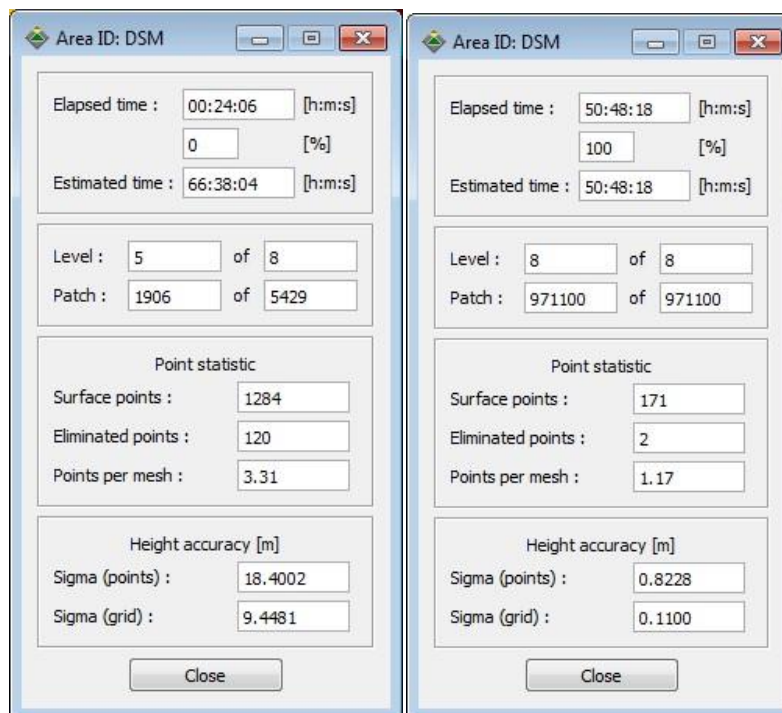 Area ID: DSM
Elapsed time : 00:24:06 [h:m:s]
0 [%]
Estimated time : 66:38:04 [h:m:s]
Level : 5 of 8
Patch : 1906 of 5429
Point statistic
Surface points : 1284
Eliminated points : 120
Points per mesh : 3.31
Height accuracy [m]
Sigma (points) : 18.4002
Sigma (grid) : 9.4481
Close
Area ID: DSM
Elapsed time : 50:48:18 [h:m:s]
100 [%]
Estimated time : 50:48:18 [h:m:s]
Level : 8 of 8
Patch : 971100 of 971100
Point statistic
Surface points : 171
Eliminated points : 2
Points per mesh : 1.17
Height accuracy [m]
Sigma (points) : 0.8228
Sigma (grid) : 0.1100
Close